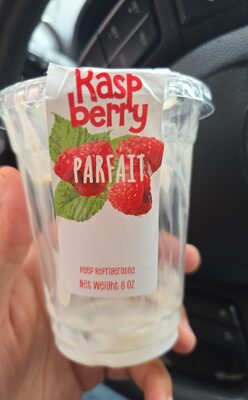 Rasp
berry
PARFAIT
Keep Refrigerated
Net Weight 8 oz